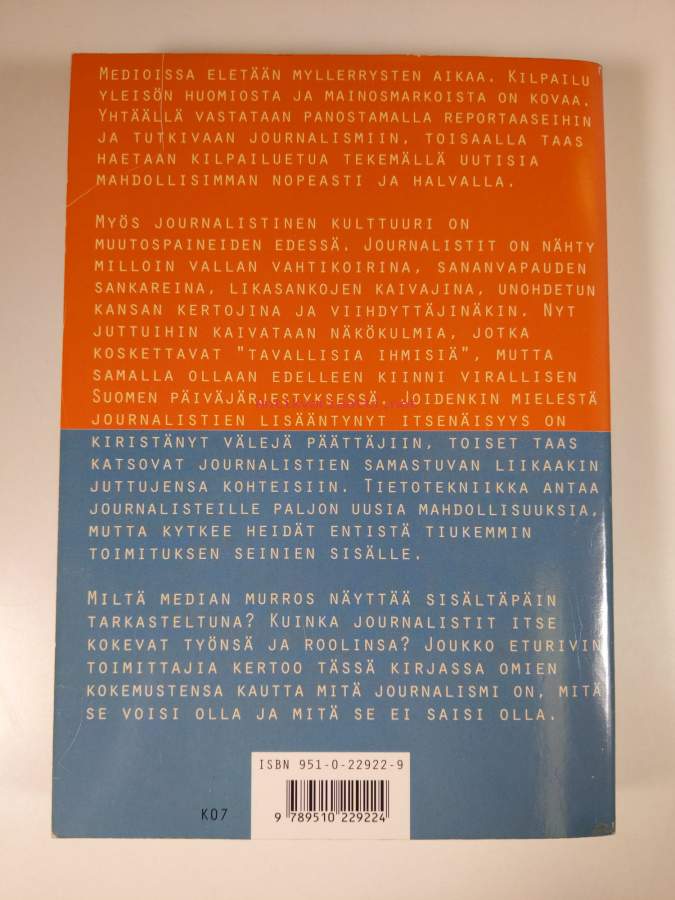 MEDIOISSA ELETÄÄN MYLLERRYSTEN AIKAA. KILPAILU
YLEISÖN HUOMIOSTA JA MAINOSMARKOISTA ON KOVAA.
YHTÄÄLLÄ VASTATAAN PANOSTAMALLA REPORTAASEIHIN
JA TUTKIVAAN JOURNALISMIIN, TOISAALLA TAAS
HAETAAN KILPAILUETUA TEKEMÄLLÄ UUTISIA
MAHDOLLISIMMAN NOPEASTI JA HALVALLA.
MYÖS JOURNALISTINEN KULTTUURI ON
MUUTOSPAINEIDEN EDESSÄ. JOURNALISTIT ON NÄHTY
MILLOIN VALLAN VAHTIKOIRINA, SANANVAPAUDEN
SANKAREINA, LIKASANKOJEN KAIVAJINA, UNOHDETUN
KANSAN KERTOJINA JA VIIHDYTTÄJINÄKIN. NYT
JUTTUIHIN KAIVATAAN NÄKÖKULMIA, JOTKA
KOSKETTAVAT "TAVALLISIA IHMISIÄ", MUTTA
SAMALLA OLLAAN EDELLEEN KIINNI VIRALLISEN
SUOMEN PÄIVÄJÄRJESTYKSESSÄ. JOIDENKIN MIELESTÄ
JOURNALISTIEN LISÄÄNTYNYT ITSENÄISYYS ON
KIRISTÄNYT VÄLEJÄ PÄÄTTÄJIIN, TOISET TAAS
KATSOVAT JOURNALISTIEN SAMASTUVAN LIIKAAKIN
JUTTUJENSA KOHTEISIIN. TIETOTEKNIIKKA ANTAA
JOURNALISTEILLE PALJON UUSIA MAHDOLLISUUKSIA,
MUTTA KYTKEE HEIDÄT ENTISTÄ TIUKEMMIN
TOIMITUKSEN SEINIEN SISÄLLE.
MILTÄ MEDIAN MURROS NÄYTTÄÄ SISÄLTÄPÄIN
TARKASTELTUNA? KUINKA JOURNALISTIT ITSE
KOKEVAT TYÖNSÄ JA ROOLINSA? JOUKKO ETURIVIN
TOIMITTAJIA KERTOO TÄSSÄ KIRJASSA OMIEN
KOKEMUSTENSA KAUTTA MITÄ JOURNALISMI ON, MITÄ
SE VOISI OLLA JA MITÄ SE EI SAISI OLLA.
ISBN 951-0-22922-9
K07
9 789510 229224